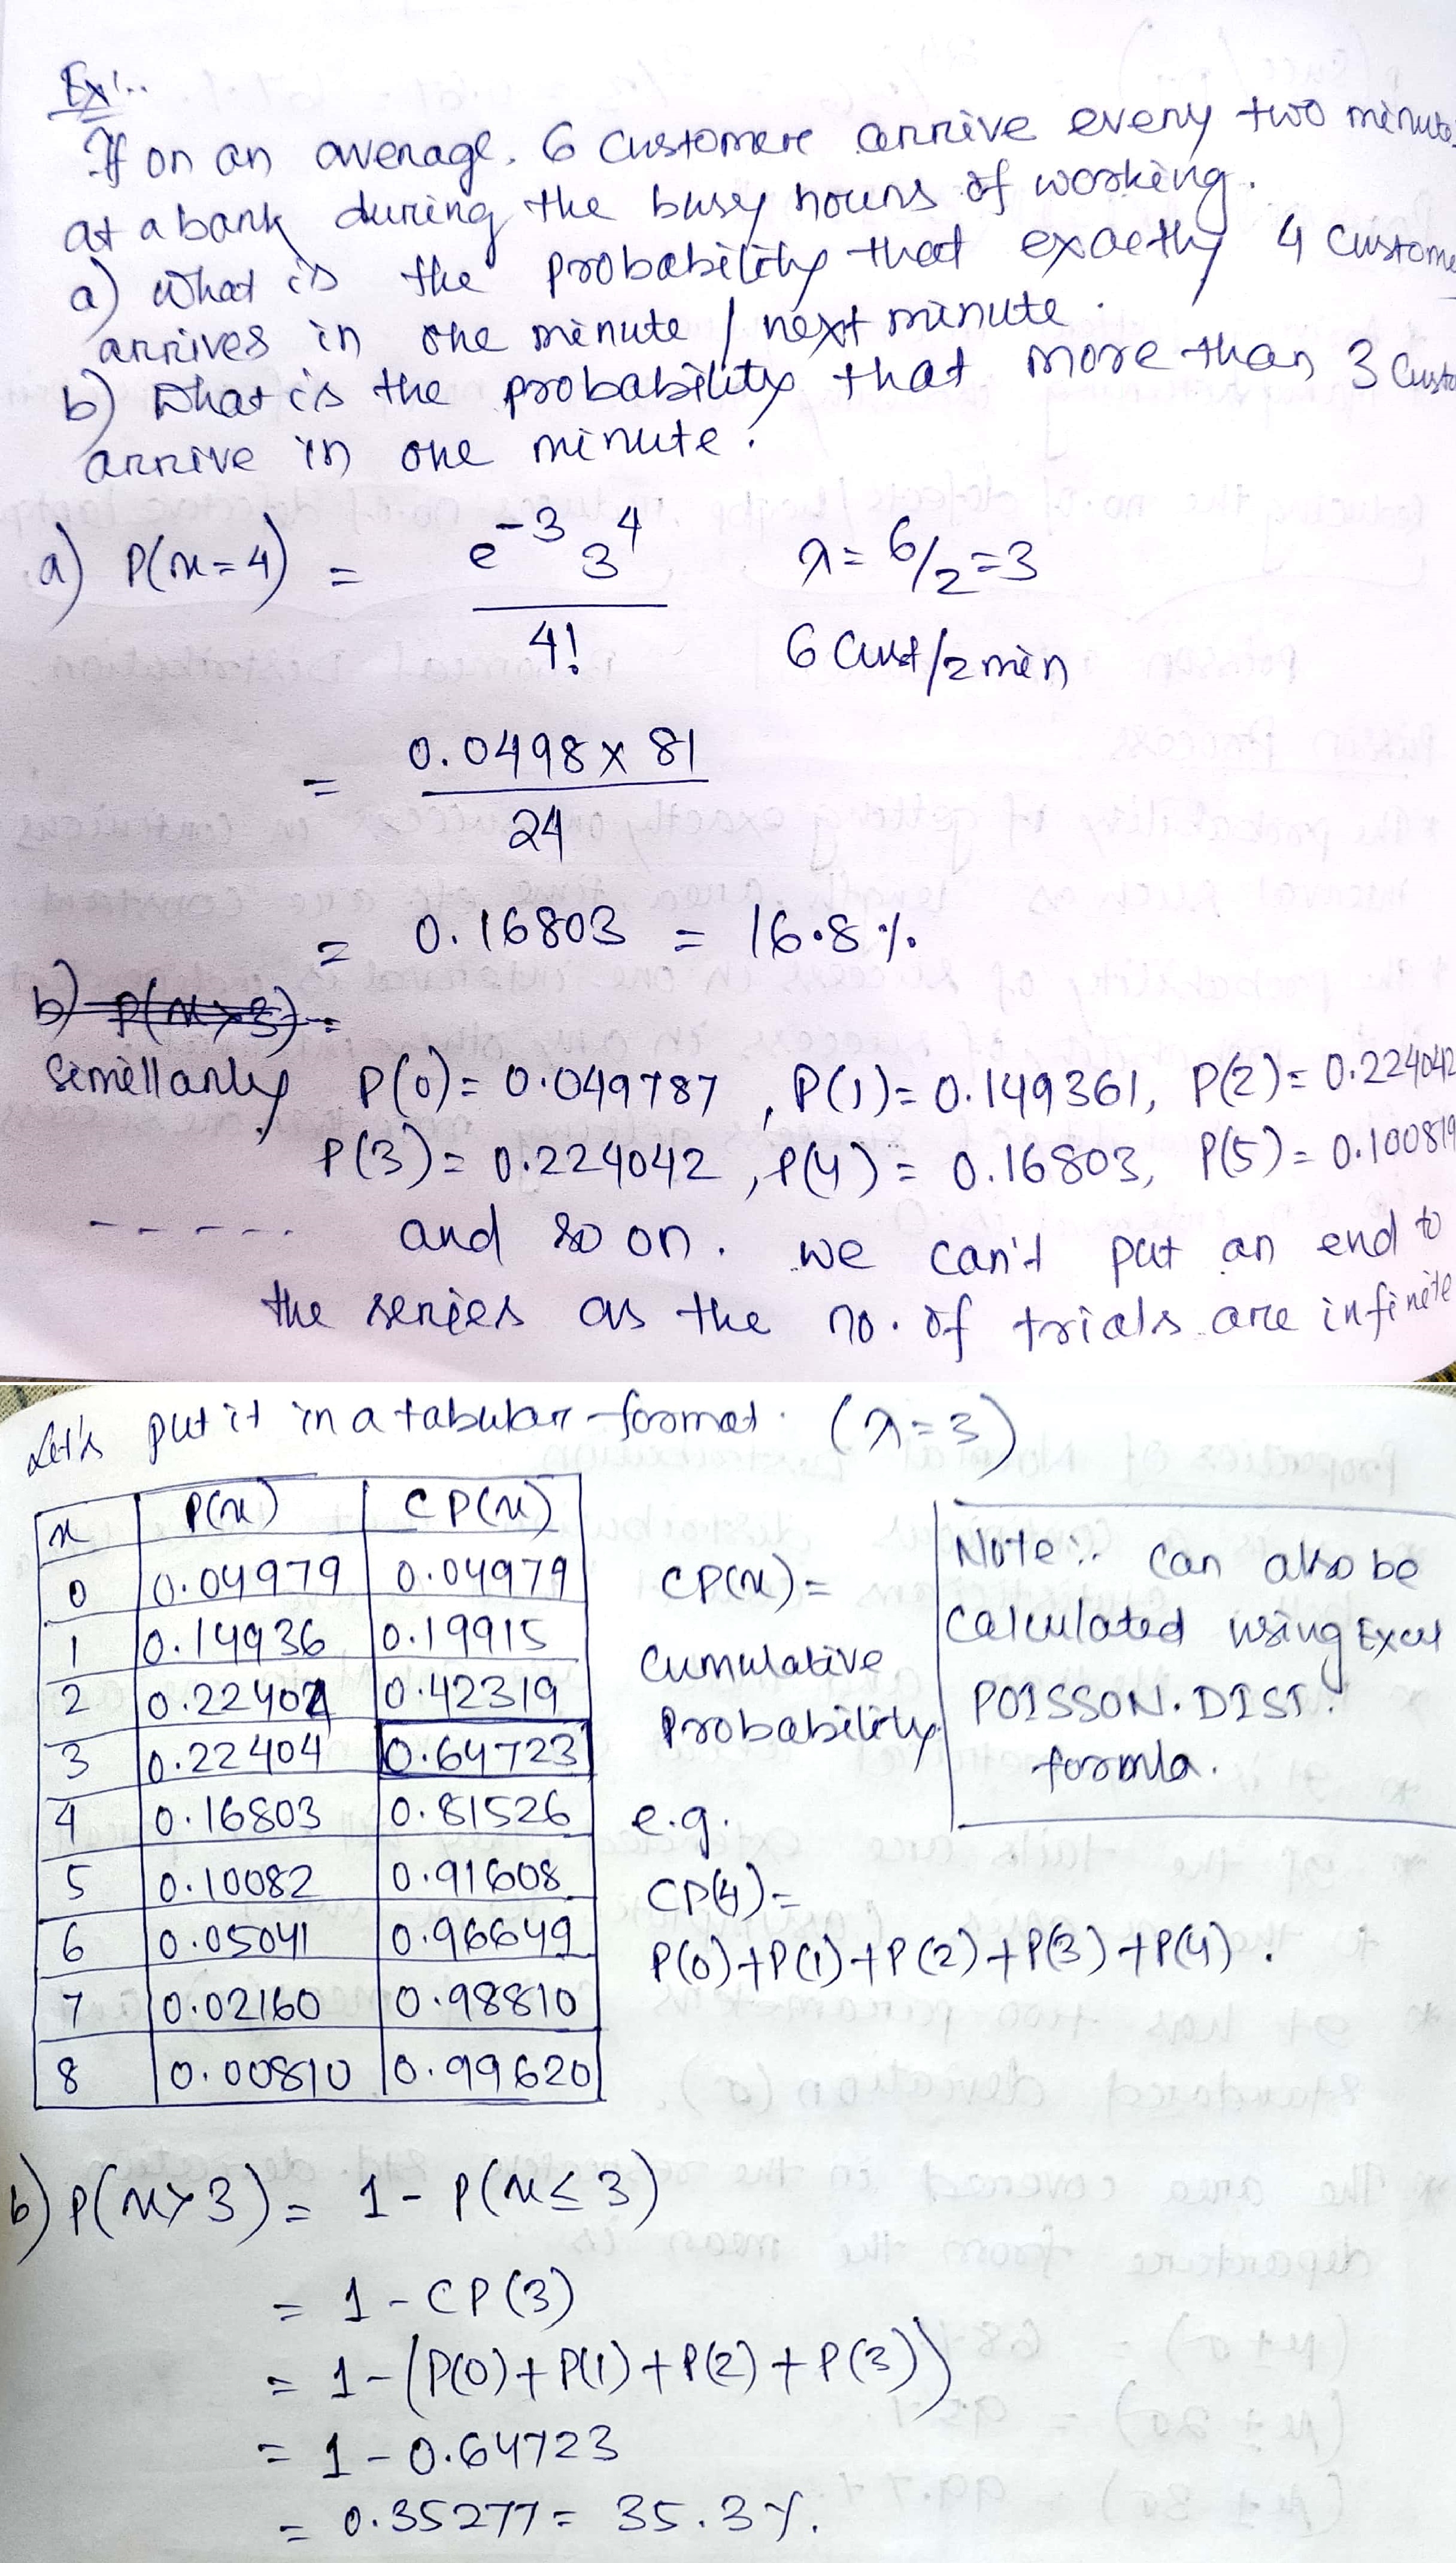 Ex:-
If on an average, 6 customers arrive every two minute
at a bank during the busy hours of working.
a) What is the probability that exactly 4 custome
arrives in one minute / next minute.
b) What is the probability that more than 3 custo
arrive in one minute.
a) P(x=4) = e^-3 3^4 / 4!
λ = 6/2 = 3
6 Cust/2 min
= 0.0498 x 81 / 24
= 0.16803 = 16.8 %
b) P(x>3) =
Similarly P(0) = 0.049787, P(1) = 0.149361, P(2) = 0.224042
P(3) = 0.224042, P(4) = 0.16803, P(5) = 0.100819
- - - - - and so on. we can't put an end to
the series as the no. of trials are infinite
Let's put it in a tabular format. (λ=3)
x P(x) CP(x)
0 0.04979 0.04979
1 0.14936 0.19915
2 0.22404 0.42319
3 0.22404 0.64723
4 0.16803 0.81526
5 0.10082 0.91608
6 0.05041 0.96649
7 0.02160 0.98810
8 0.00810 0.99620
CP(x) =
Cumulative
Probability
e.g.
CP(4) =
P(0)+P(1)+P(2)+P(3)+P(4).
Note:- Can also be
calculated using Excel
POISSON.DIST.
formla.
b) P(x>3) = 1 - P(x≤3)
= 1 - CP(3)
= 1 - (P(0)+P(1)+P(2)+P(3))
= 1 - 0.64723
= 0.35277 = 35.3%.